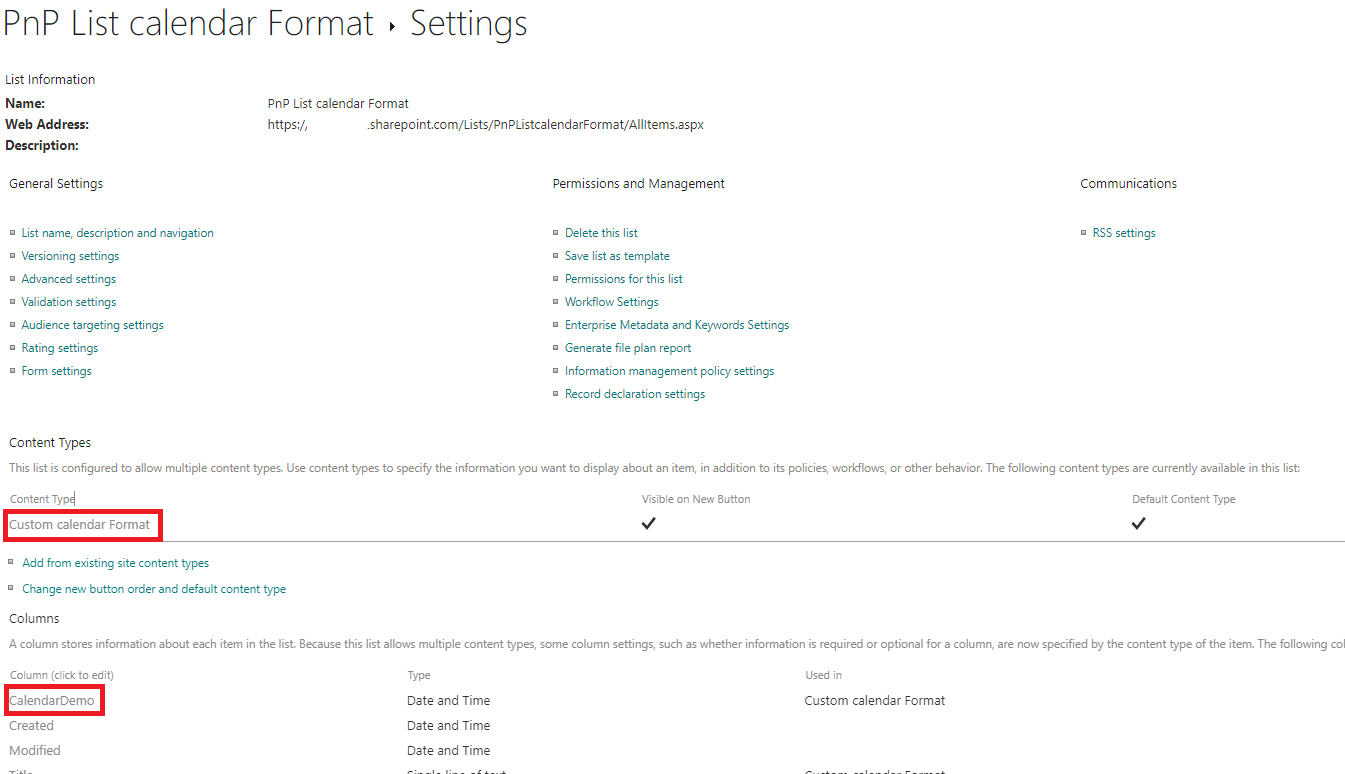 PnP List calendar Format ▸ Settings
List Information
Name: PnP List calendar Format
Web Address: https:/, .sharepoint.com/Lists/PnPListcalendarFormat/AllItems.aspx
Description:
General Settings Permissions and Management Communications
List name, description and navigation Delete this list RSS settings
Versioning settings Save list as template
Advanced settings Permissions for this list
Validation settings Workflow Settings
Audience targeting settings Enterprise Metadata and Keywords Settings
Rating settings Generate file plan report
Form settings Information management policy settings
Record declaration settings
Content Types
This list is configured to allow multiple content types. Use content types to specify the information you want to display about an item, in addition to its policies, workflows, or other behavior. The following content types are currently available in this list:
Content Type Visible on New Button Default Content Type
Custom calendar Format ✓ ✓
Add from existing site content types
Change new button order and default content type
Columns
A column stores information about each item in the list. Because this list allows multiple content types, some column settings, such as whether information is required or optional for a column, are now specified by the content type of the item. The following col
Column (click to edit) Type Used in
CalendarDemo Date and Time Custom calendar Format
Created Date and Time
Modified Date and Time
Title Single line of text Custom calendar Format